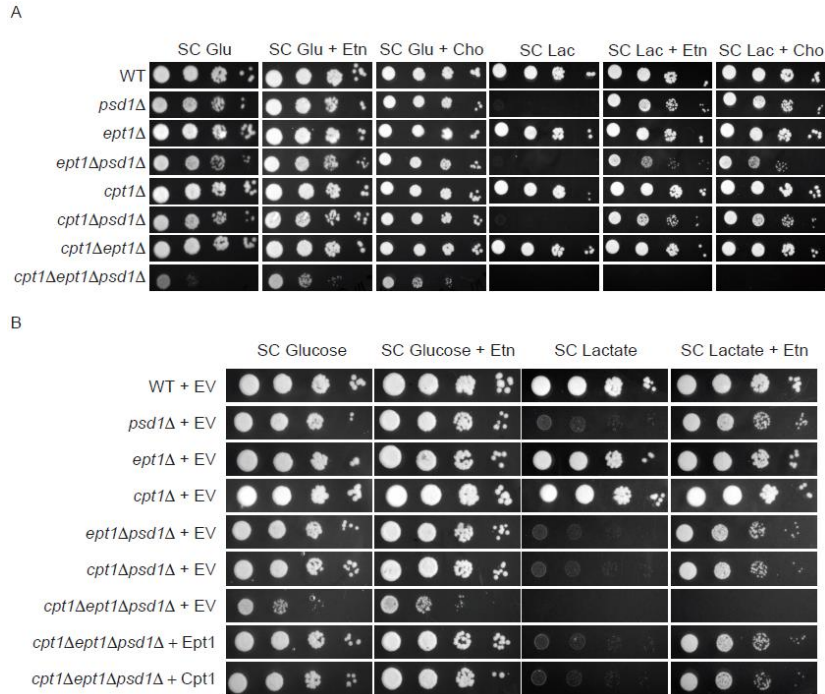 A
SC Glu SC Glu + Etn SC Glu + Cho SC Lac SC Lac + Etn SC Lac + Cho
WT
psd1Δ
ept1Δ
ept1Δpsd1Δ
cpt1Δ
cpt1Δpsd1Δ
cpt1Δept1Δ
cpt1Δept1Δpsd1Δ
B
SC Glucose SC Glucose + Etn SC Lactate SC Lactate + Etn
WT + EV
psd1Δ + EV
ept1Δ + EV
cpt1Δ + EV
ept1Δpsd1Δ + EV
cpt1Δpsd1Δ + EV
cpt1Δept1Δpsd1Δ + EV
cpt1Δept1Δpsd1Δ + Ept1
cpt1Δept1Δpsd1Δ + Cpt1